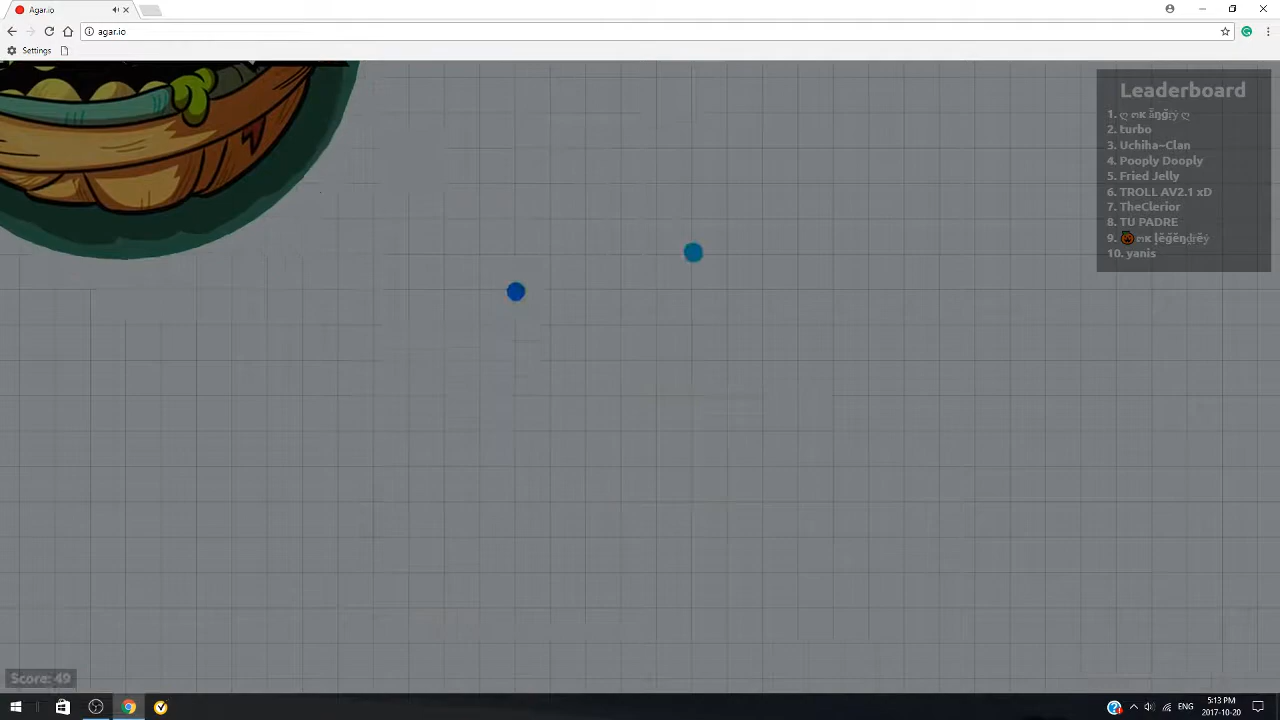 Agar.io
agar.io
Settings
Leaderboard
2. turbo
3. Uchiha~Clan
4. Pooply Dooply
5. Fried Jelly
6. TROLL AV2.1 xD
7. TheClerior
8. TU PADRE
10. yanis
Score: 49
ENG
5:13 PM
2017-10-20